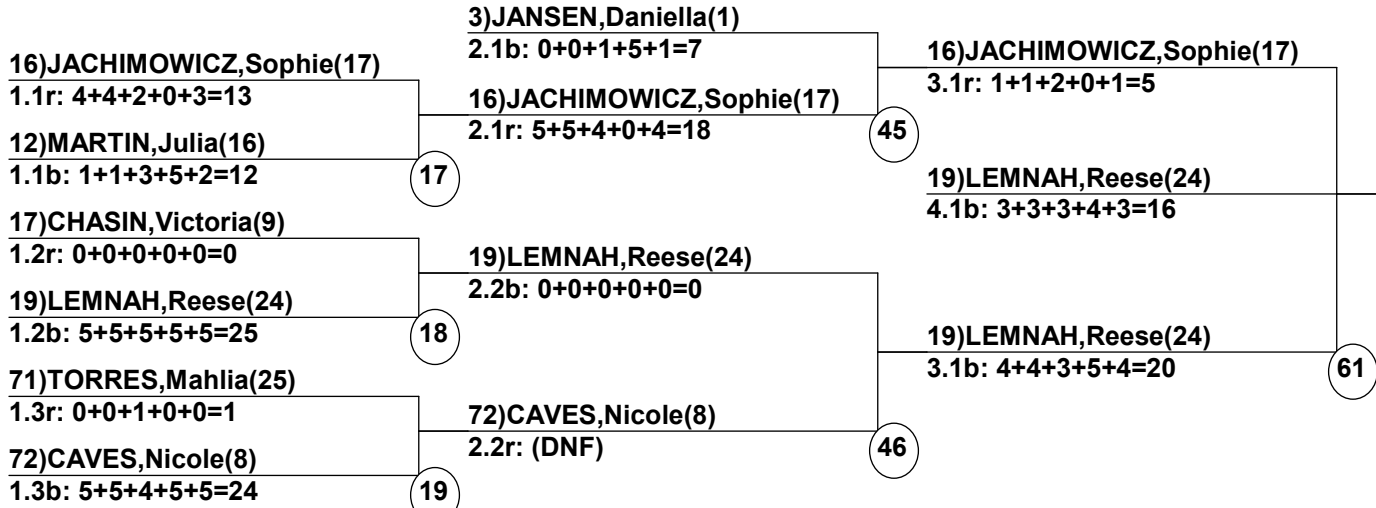 16)JACHIMOWICZ,Sophie(17)
1.1r: 4+4+2+0+3=13
12)MARTIN,Julia(16)
1.1b: 1+1+3+5+2=12
17
17)CHASIN,Victoria(9)
1.2r: 0+0+0+0+0=0
19)LEMNAH,Reese(24)
1.2b: 5+5+5+5+5=25
18
71)TORRES,Mahlia(25)
1.3r: 0+0+1+0+0=1
72)CAVES,Nicole(8)
1.3b: 5+5+4+5+5=24
19
3)JANSEN,Daniella(1)
2.1b: 0+0+1+5+1=7
16)JACHIMOWICZ,Sophie(17)
2.1r: 5+5+4+0+4=18
45
19)LEMNAH,Reese(24)
2.2b: 0+0+0+0+0=0
72)CAVES,Nicole(8)
2.2r: (DNF)
46
16)JACHIMOWICZ,Sophie(17)
3.1r: 1+1+2+0+1=5
19)LEMNAH,Reese(24)
4.1b: 3+3+3+4+3=16
19)LEMNAH,Reese(24)
3.1b: 4+4+3+5+4=20
61